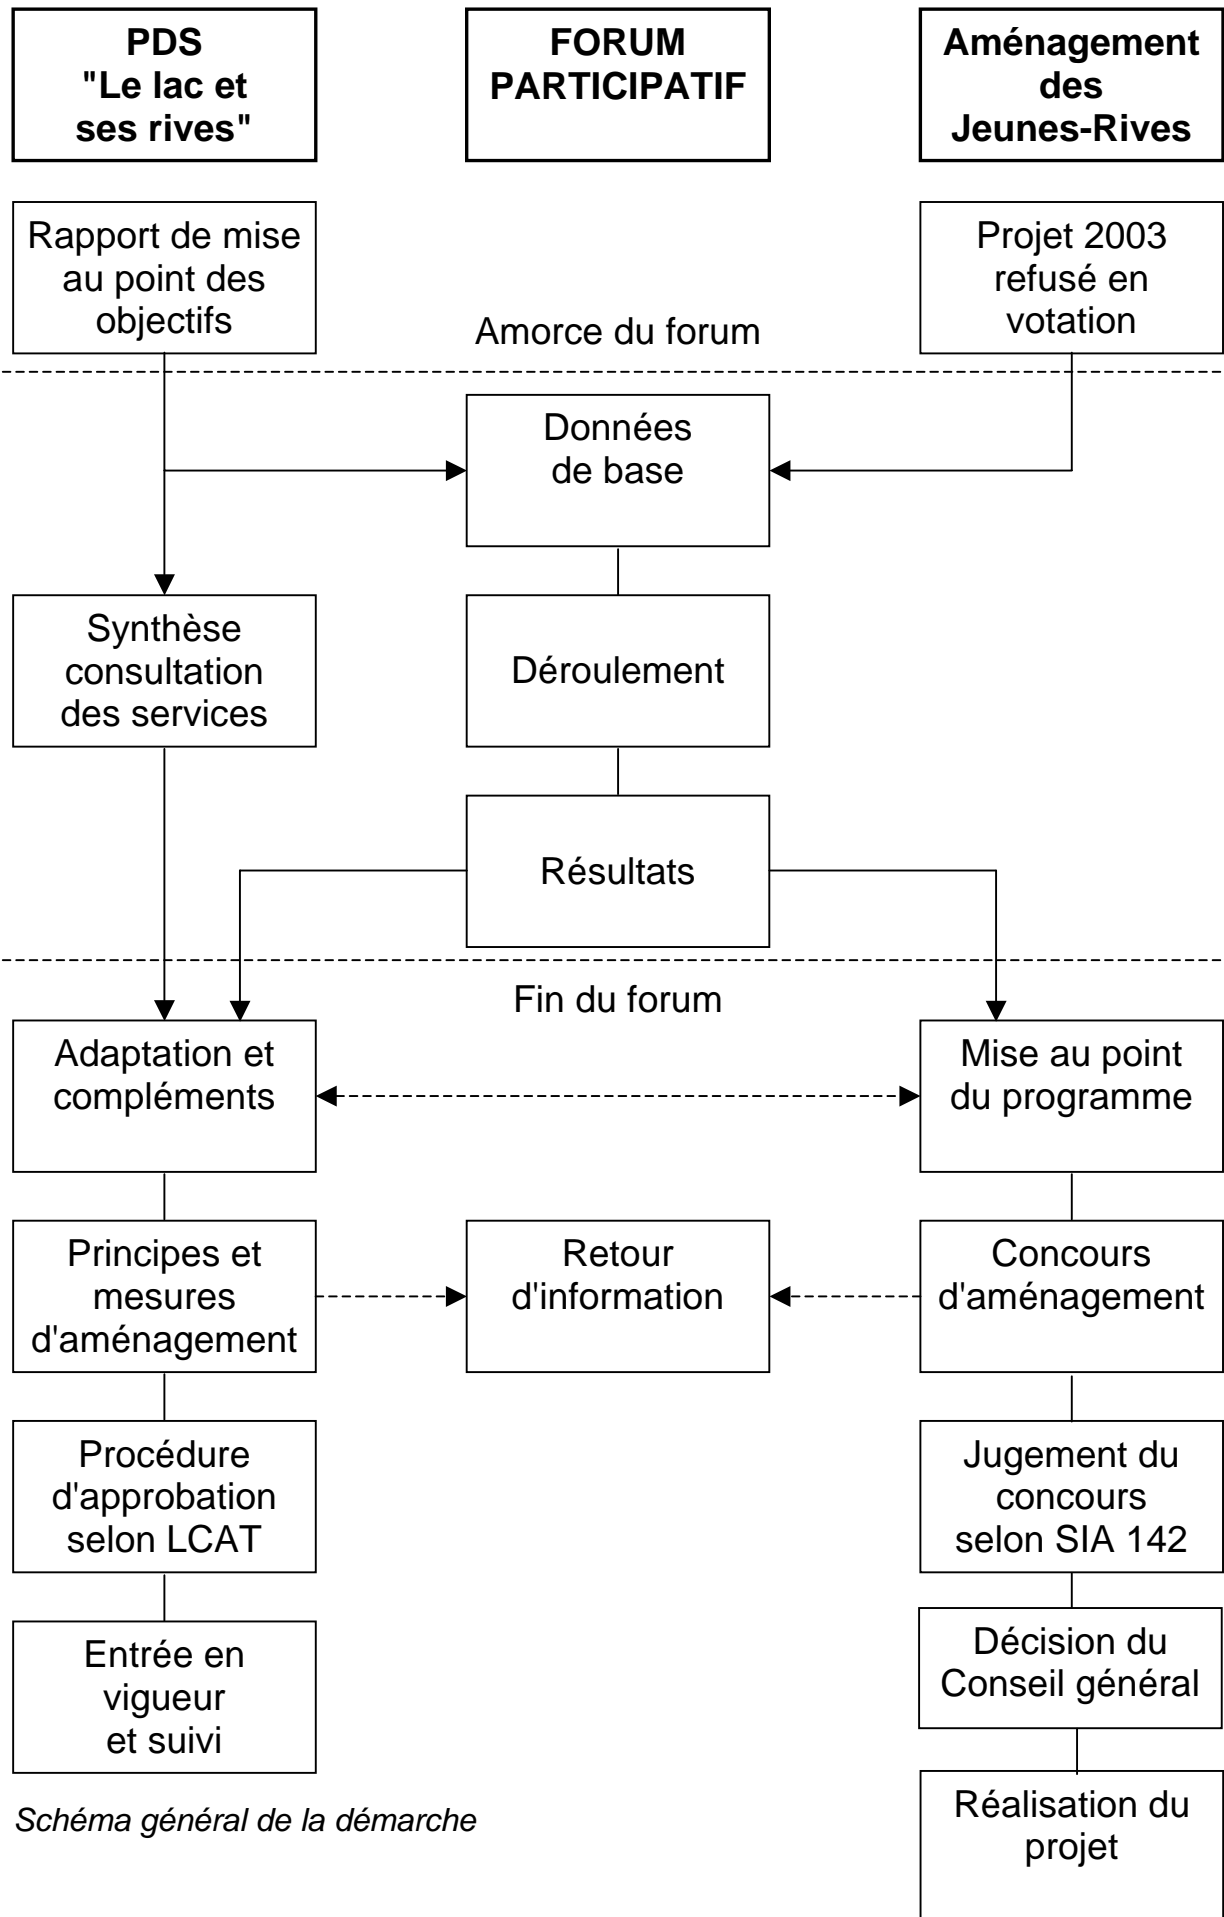 PDS
"Le lac et
ses rives"
FORUM
PARTICIPATIF
Aménagement
des
Jeunes-Rives
Rapport de mise
au point des
objectifs
Projet 2003
refusé en
votation
Amorce du forum
Données
de base
Synthèse
consultation
des services
Déroulement
Résultats
Fin du forum
Adaptation et
compléments
Mise au point
du programme
Principes et
mesures
d'aménagement
Retour
d'information
Concours
d'aménagement
Procédure
d'approbation
selon LCAT
Jugement du
concours
selon SIA 142
Entrée en
vigueur
et suivi
Décision du
Conseil général
Réalisation du
projet
Schéma général de la démarche